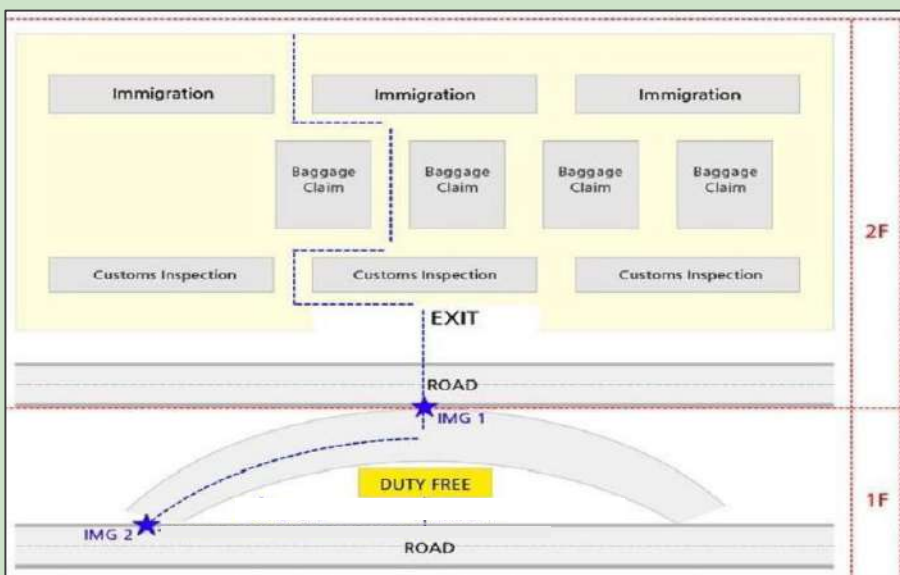 Immigration Immigration Immigration
Baggage Claim Baggage Claim Baggage Claim Baggage Claim
2F
Customs Inspection Customs Inspection Customs Inspection
EXIT
ROAD
IMG 1
DUTY FREE
1F
IMG 2
ROAD